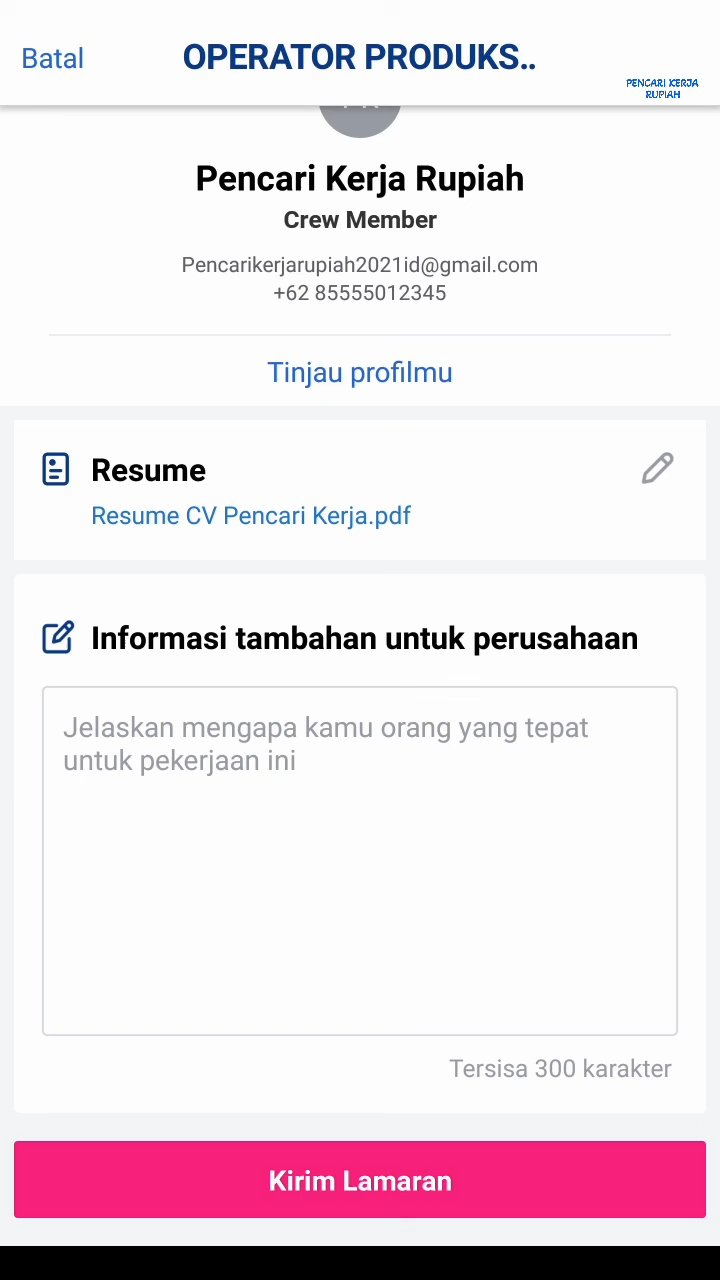 Batal
OPERATOR PRODUKS..
PENCARI KERJA
RUPIAH
Pencari Kerja Rupiah
Crew Member
Pencarikerjarupiah2021id@gmail.com
+62 85555012345
Tinjau profilmu
Resume
Resume CV Pencari Kerja.pdf
Informasi tambahan untuk perusahaan
Jelaskan mengapa kamu orang yang tepat
untuk pekerjaan ini
Tersisa 300 karakter
Kirim Lamaran